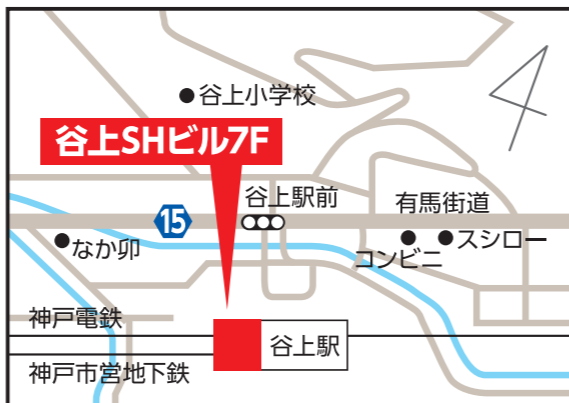 谷上小学校
谷上SHビル7F
谷上駅前
有馬街道
15
なか卯
コンビニ
スシロー
神戸電鉄
谷上駅
神戸市営地下鉄